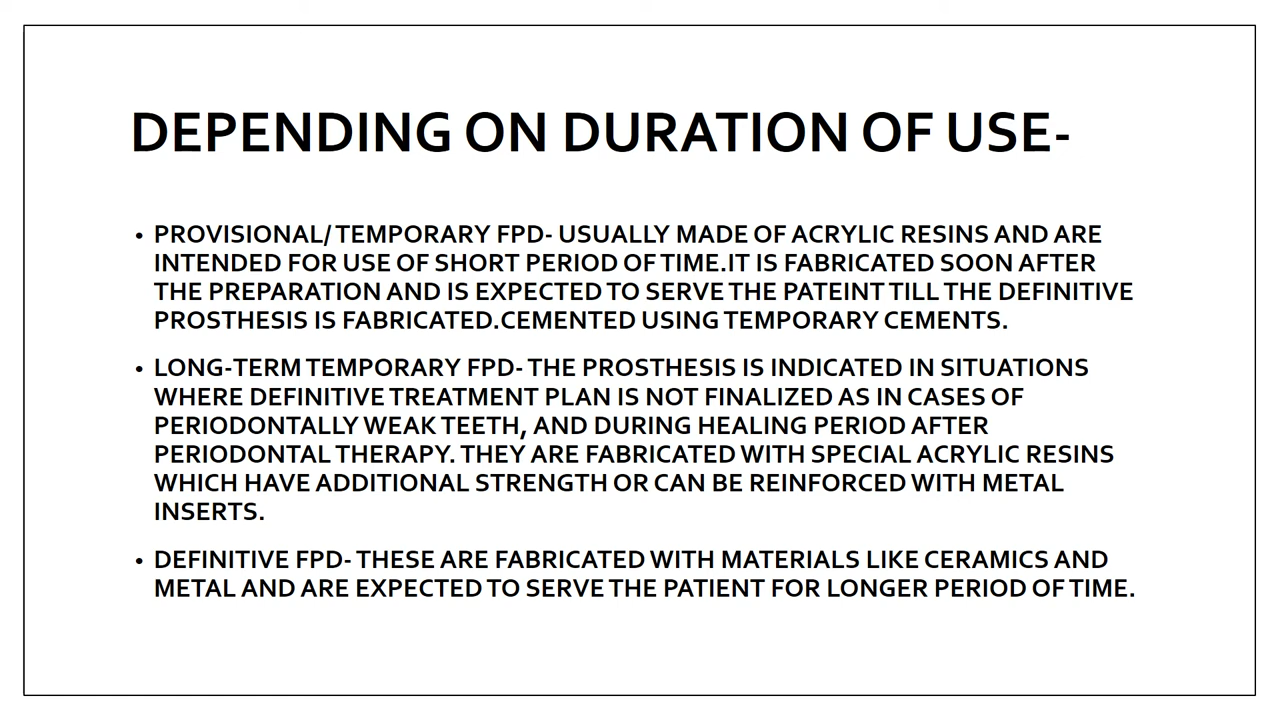 DEPENDING ON DURATION OF USE-
• PROVISIONAL/ TEMPORARY FPD- USUALLY MADE OF ACRYLIC RESINS AND ARE
INTENDED FOR USE OF SHORT PERIOD OF TIME.IT IS FABRICATED SOON AFTER
THE PREPARATION AND IS EXPECTED TO SERVE THE PATEINT TILL THE DEFINITIVE
PROSTHESIS IS FABRICATED.CEMENTED USING TEMPORARY CEMENTS.
• LONG-TERM TEMPORARY FPD- THE PROSTHESIS IS INDICATED IN SITUATIONS
WHERE DEFINITIVE TREATMENT PLAN IS NOT FINALIZED AS IN CASES OF
PERIODONTALLY WEAK TEETH, AND DURING HEALING PERIOD AFTER
PERIODONTAL THERAPY. THEY ARE FABRICATED WITH SPECIAL ACRYLIC RESINS
WHICH HAVE ADDITIONAL STRENGTH OR CAN BE REINFORCED WITH METAL
INSERTS.
• DEFINITIVE FPD- THESE ARE FABRICATED WITH MATERIALS LIKE CERAMICS AND
METAL AND ARE EXPECTED TO SERVE THE PATIENT FOR LONGER PERIOD OF TIME.